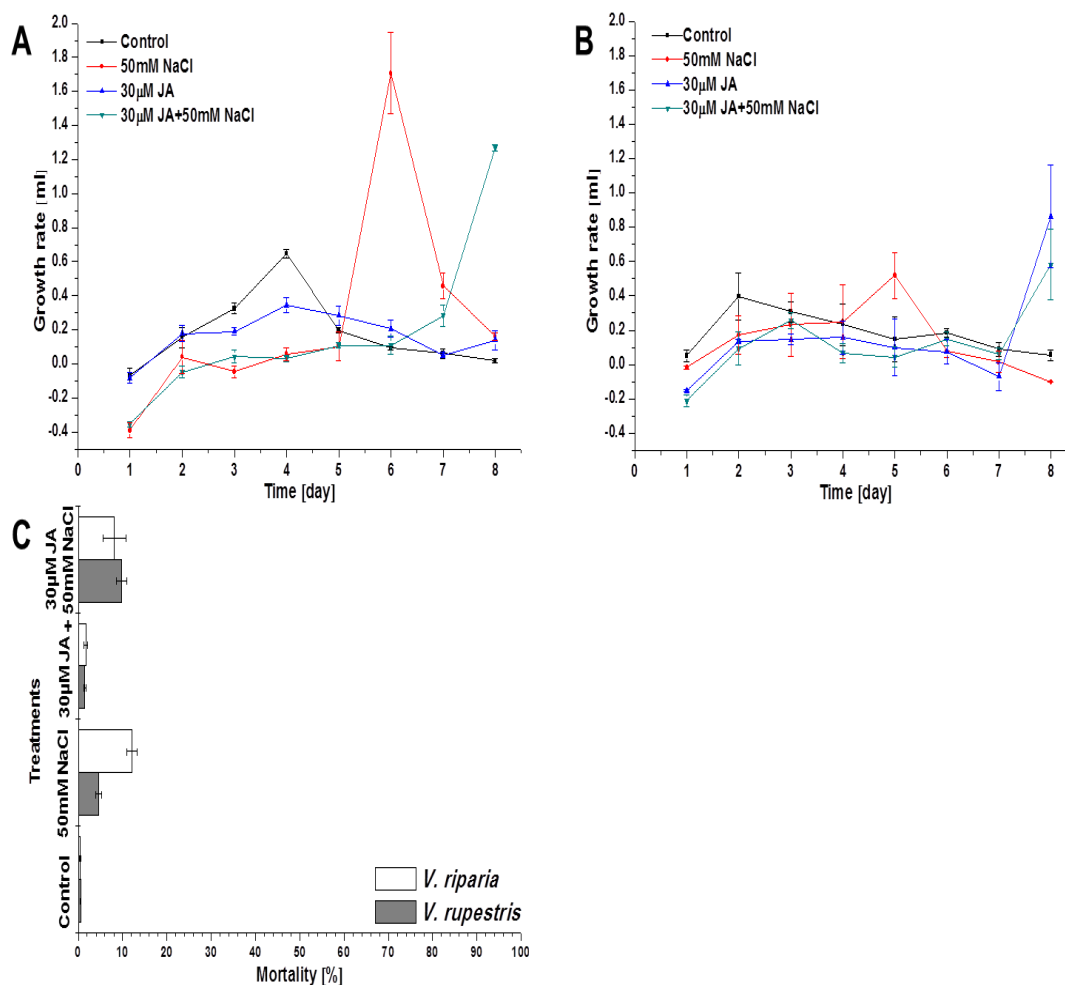 A
Control
50mM NaCl
30μM JA
30μM JA+50mM NaCl
Growth rate [ml]
2.0
1.8
1.6
1.4
1.2
1.0
0.8
0.6
0.4
0.2
0.0
-0.2
-0.4
0 1 2 3 4 5 6 7 8
Time [day]
B
Control
50mM NaCl
30μM JA
30μM JA+50mM NaCl
Growth rate [ml]
2.0
1.8
1.6
1.4
1.2
1.0
0.8
0.6
0.4
0.2
0.0
-0.2
-0.4
0 1 2 3 4 5 6 7 8
Time [day]
C
Treatments
30μM JA
50mM NaCl
30μM JA +
50mM NaCl
Control
V. riparia
V. rupestris
0 10 20 30 40 50 60 70 80 90 100
Mortality [%]